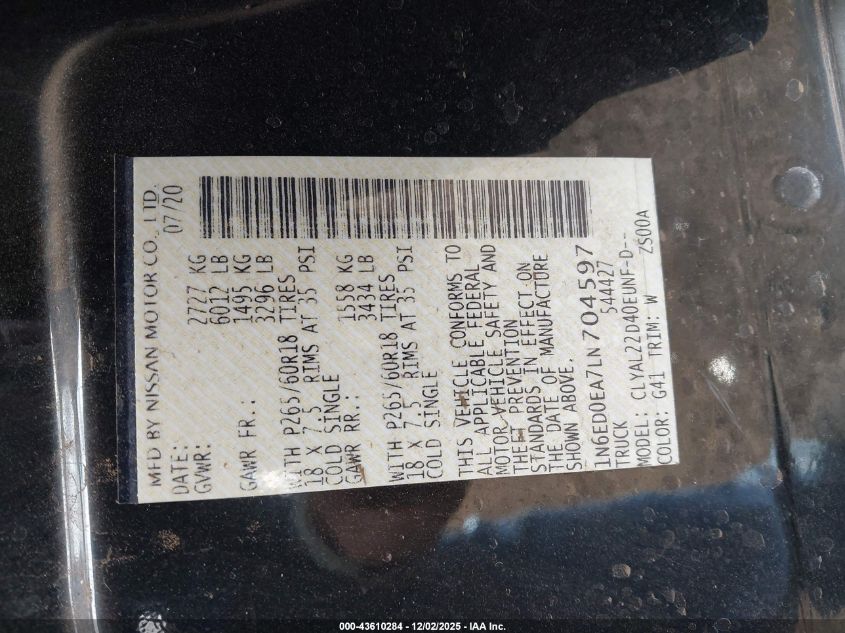 MFD BY NISSAN MOTOR CO., LTD.
DATE: 07/20
GVWR: 2727 KG
6012 LB
GAWR FR.: 1495 KG
3296 LB
WITH P265/60R18 TIRES
18 X 7.5 RIMS AT 35 PSI
COLD SINGLE
GAWR RR.: 1558 KG
3434 LB
WITH P265/60R18 TIRES
18 X 7.5 RIMS AT 35 PSI
COLD SINGLE
THIS VEHICLE CONFORMS TO
ALL APPLICABLE FEDERAL
MOTOR VEHICLE SAFETY AND
THEFT PREVENTION
STANDARDS IN EFFECT ON
THE DATE OF MANUFACTURE
SHOWN ABOVE.
1N6ED0EA7LN704597
TRUCK 544427
MODEL: CLYAL22D40EUNF-D--
COLOR: G41 TRIM: W ZS00A
000-43610284 - 12/02/2025 - IAA Inc.